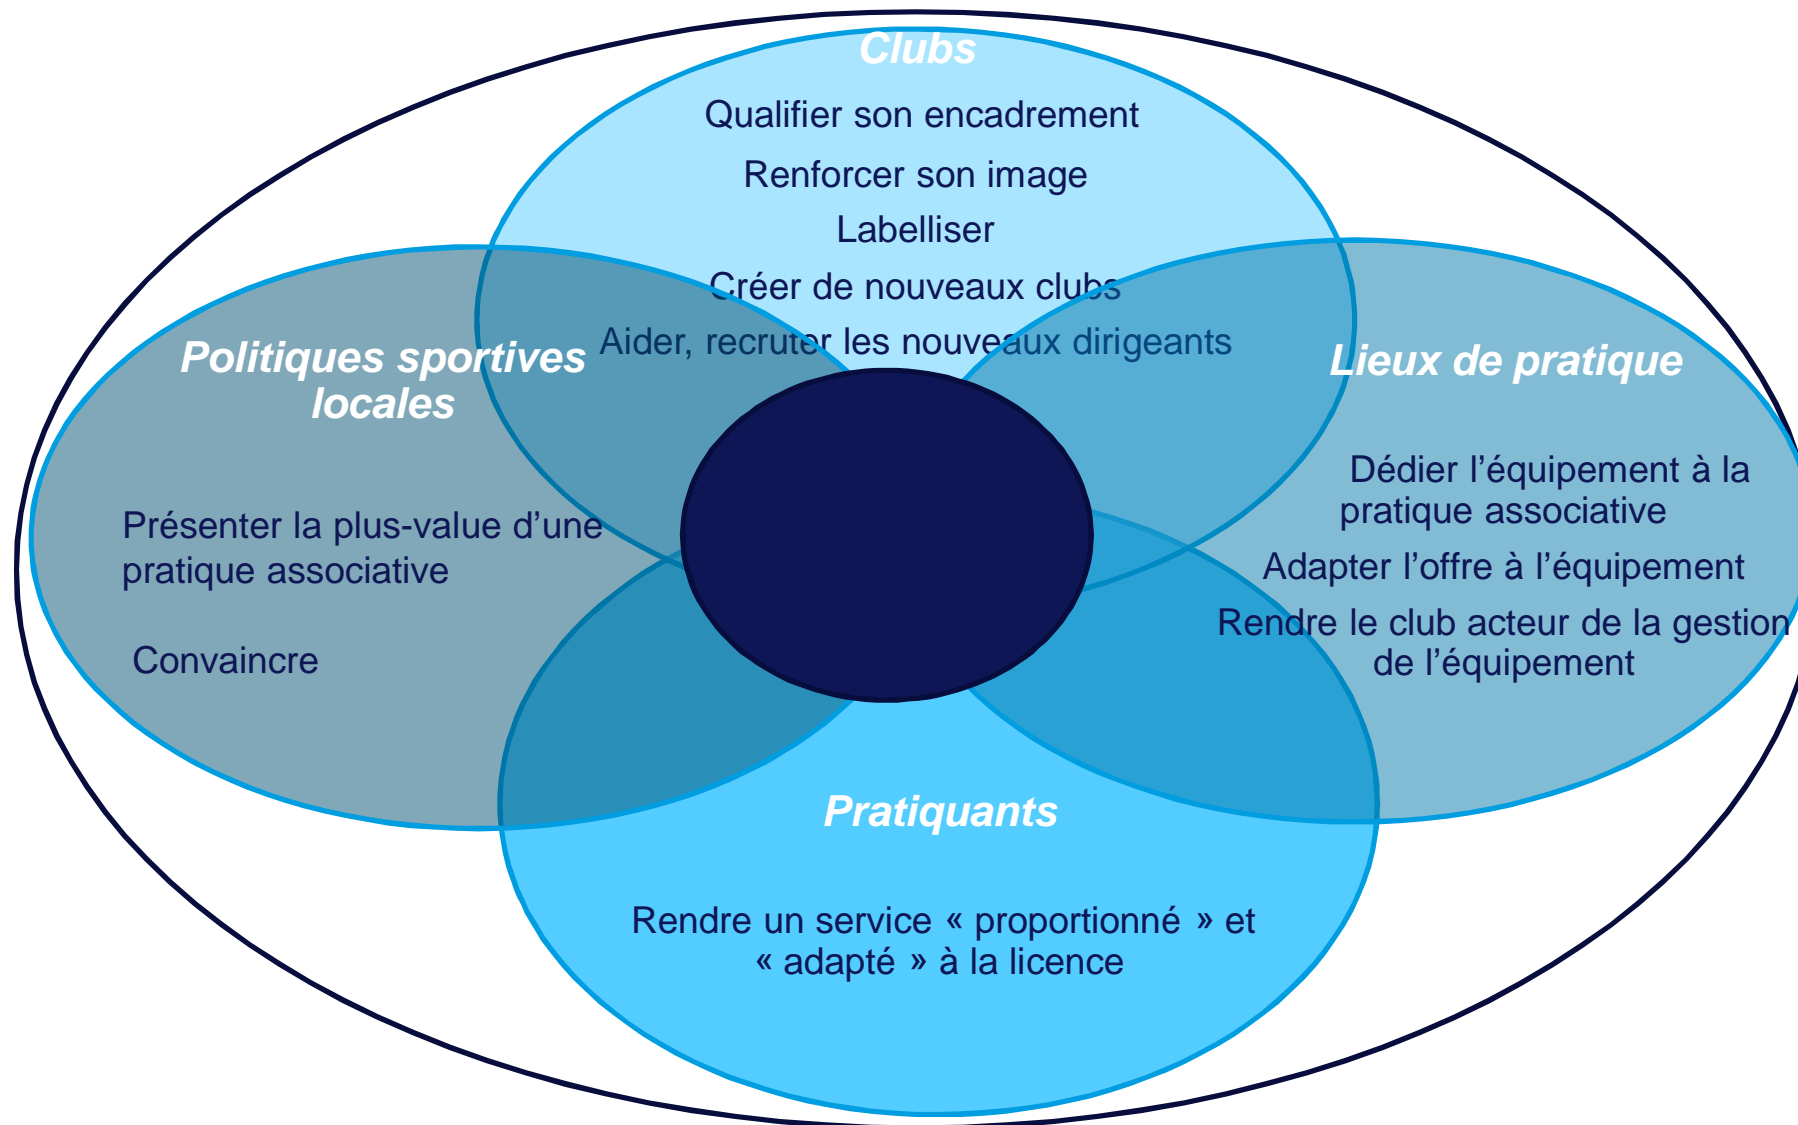 Clubs
Qualifier son encadrement
Renforcer son image
Labelliser
Créer de nouveaux clubs
Aider, recruter les nouveaux dirigeants
Politiques sportives
locales
Présenter la plus-value d’une
pratique associative
Convaincre
Lieux de pratique
Dédier l’équipement à la
pratique associative
Adapter l’offre à l’équipement
Rendre le club acteur de la gestion
de l’équipement
Pratiquants
Rendre un service « proportionné » et
« adapté » à la licence